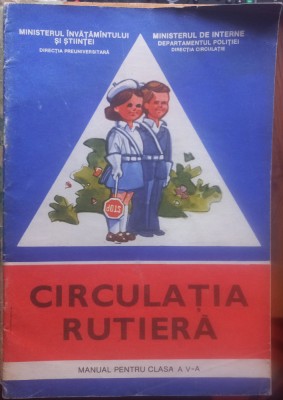 MINISTERUL ÎNVĂȚĂMÎNTULUI
ȘI ȘTIINȚEI
DIRECȚIA PREUNIVERSITARĂ
MINISTERUL DE INTERNE
DEPARTAMENTUL POLIȚIEI
DIRECȚIA CIRCULAȚIE
STOP
CIRCULAȚIA
RUTIERĂ
MANUAL PENTRU CLASA A V-A